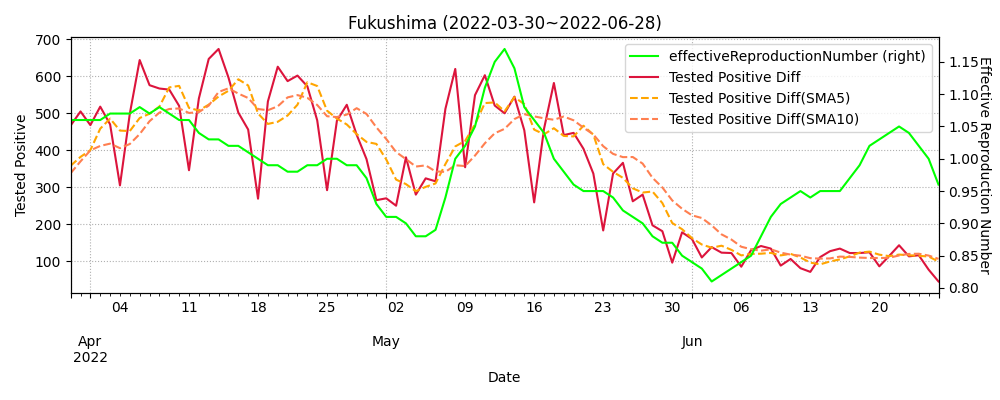 Fukushima (2022-03-30~2022-06-28)
effectiveReproductionNumber (right)
Tested Positive Diff
Tested Positive Diff(SMA5)
Tested Positive Diff(SMA10)
Tested Positive
700
600
500
400
300
200
100
Effective Reproduction Number
1.15
1.10
1.05
1.00
0.95
0.90
0.85
0.80
04 11 18 25 02 09 16 23 06 13 20
Apr May Jun
2022
Date